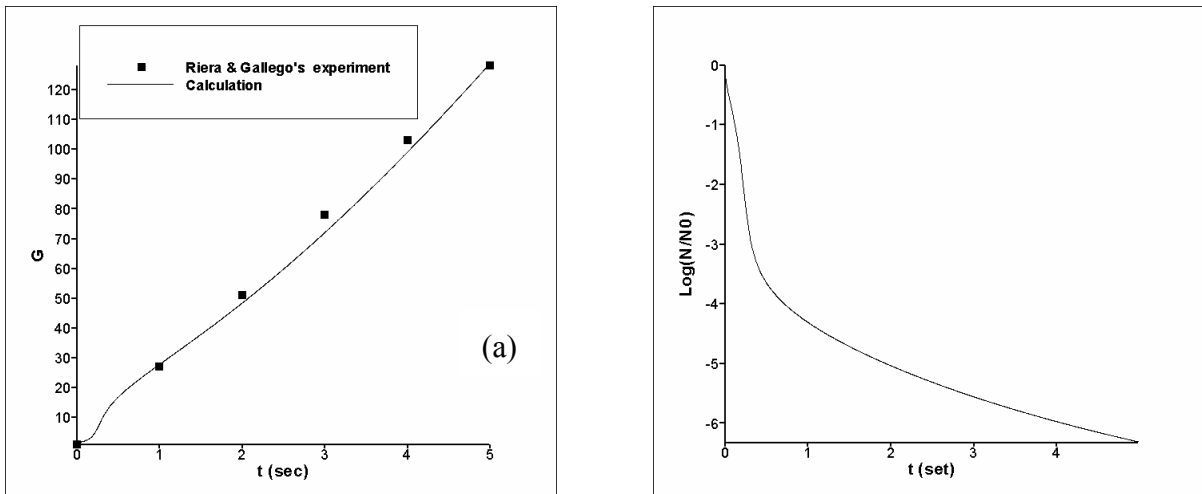 Riera & Gallego's experiment
Calculation
120
110
100
90
80
70
60
50
40
30
20
10
G
0 1 2 3 4 5
t (sec)
(a)
0
-1
-2
-3
-4
-5
-6
Log(N/N0)
0 1 2 3 4
t (set)